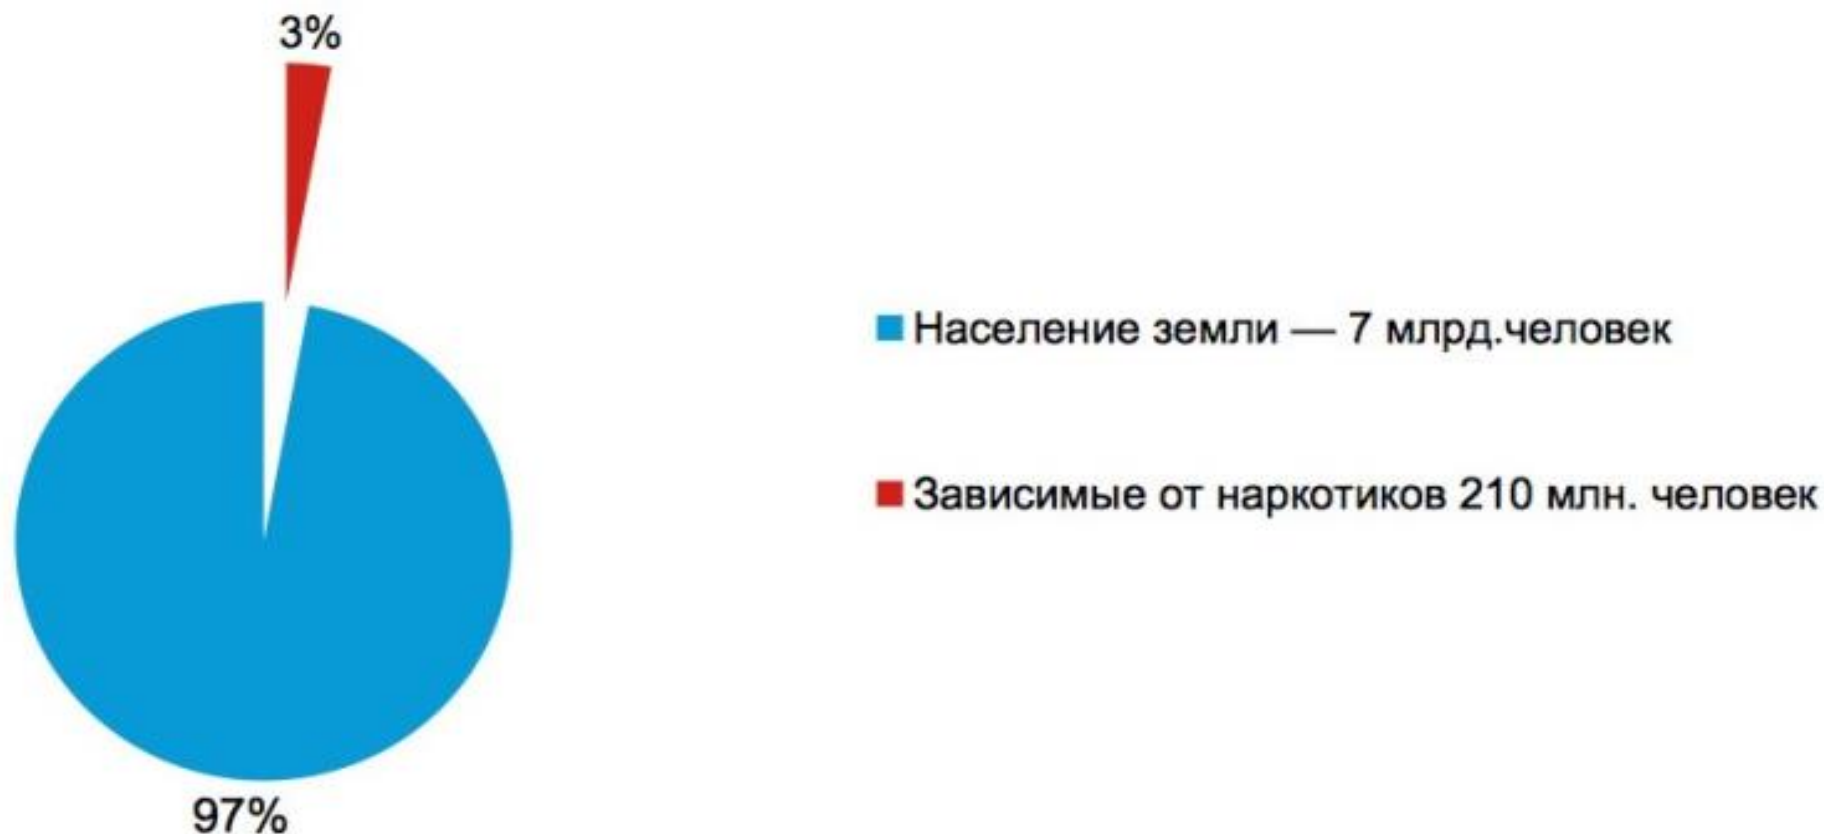 3%
Население земли — 7 млрд.человек
Зависимые от наркотиков 210 млн. человек
97%